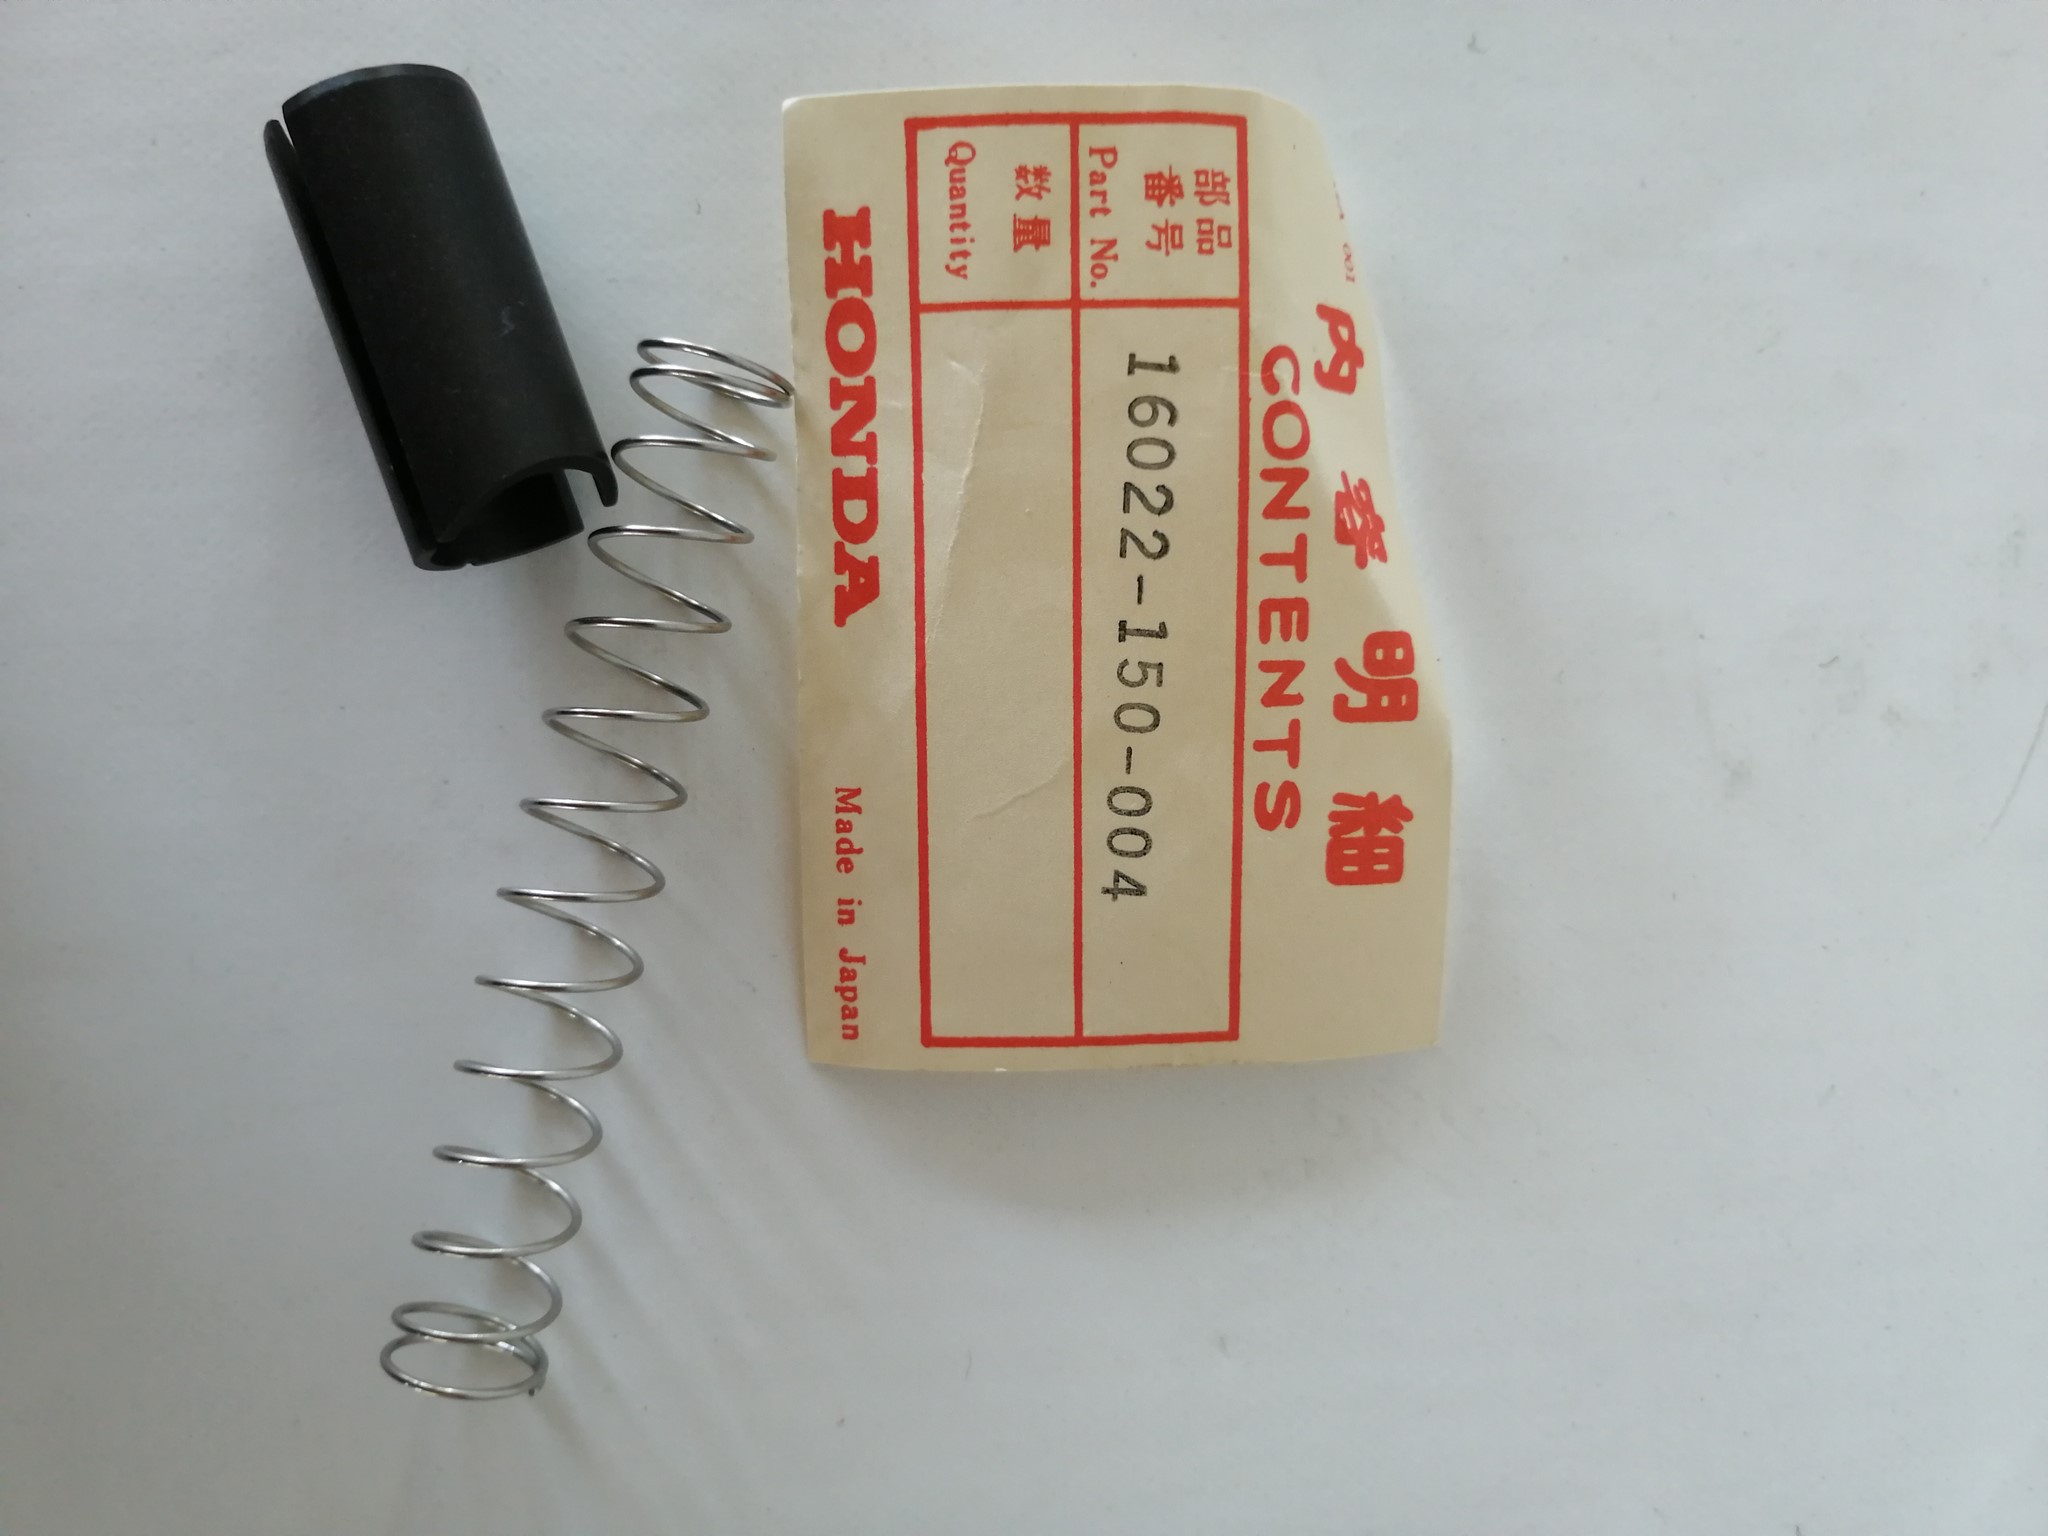 001
内容明細
CONTENTS
部品
番号
Part No.
16022-150-004
数量
Quantity
HONDA Made in Japan